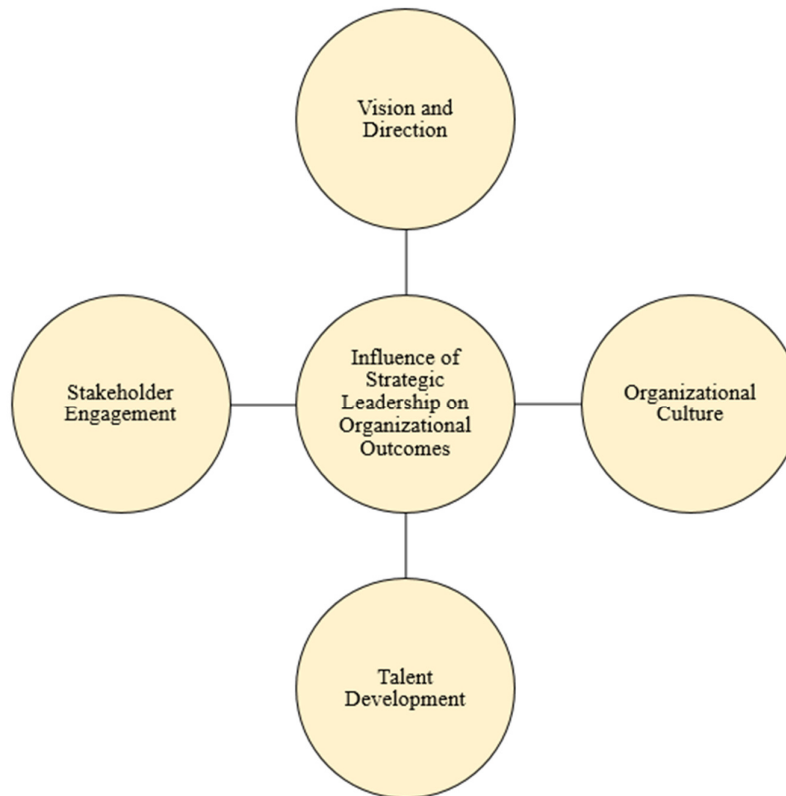 Vision and
Direction
Stakeholder
Engagement
Influence of
Strategic
Leadership on
Organizational
Outcomes
Organizational
Culture
Talent
Development